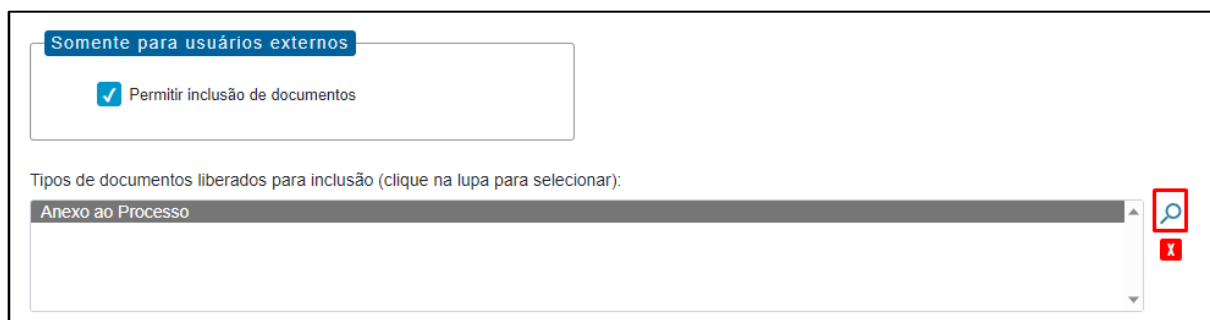 Somente para usuários externos
Permitir inclusão de documentos
Tipos de documentos liberados para inclusão (clique na lupa para selecionar):
Anexo ao Processo
X